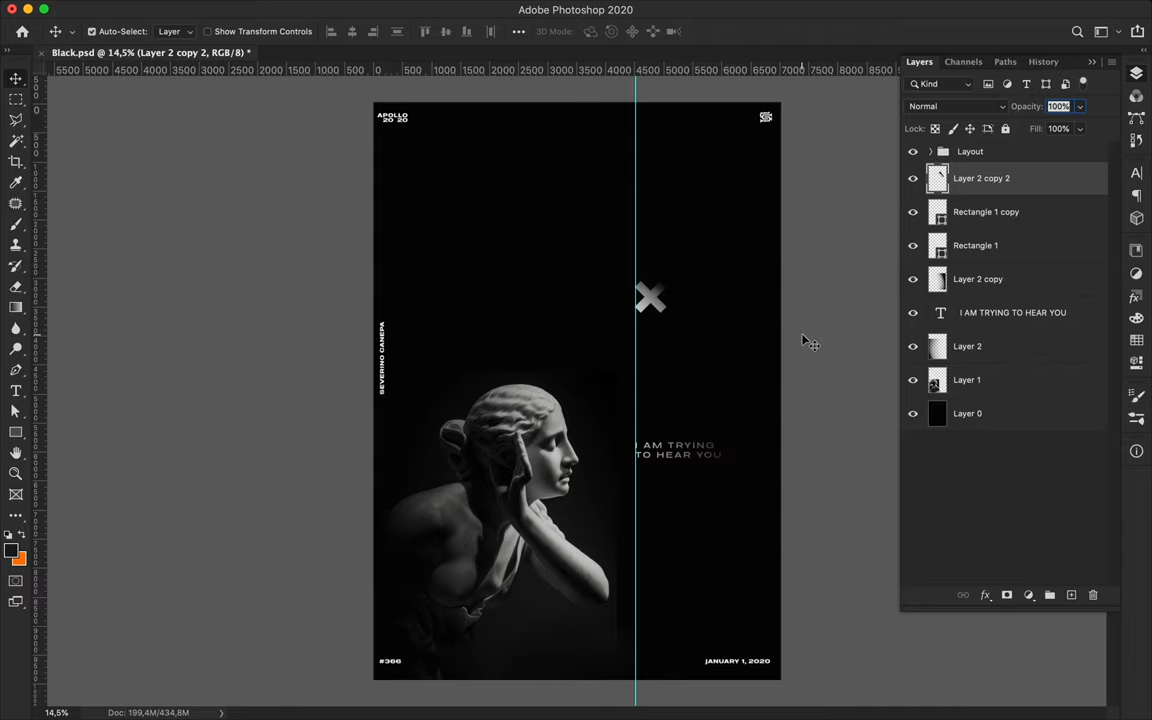 Adobe Photoshop 2020
Auto-Select:
Layer
Show Transform Controls
3D Mode:
Black.psd @ 14,5% (Layer 2 copy 2, RGB/8) *
5500 5000 4500 4000 3500 3000 2500 2000 1500 1000 500 0 500 1000 1500 2000 2500 3000 3500 4000 4500 5000 5500 6000 6500 7000 7500 8000 8500
Layers
Channels
Paths
History
Kind
Normal
Opacity:
100%
Lock:
Fill:
100%
Layout
Layer 2 copy 2
Rectangle 1 copy
Rectangle 1
Layer 2 copy
I AM TRYING TO HEAR YOU
Layer 2
Layer 1
Layer 0
APOLLO
20 20
SEVERINO CANEPA
I AM TRYING
TO HEAR YOU
#366
JANUARY 1, 2020
14,5%
Doc: 199,4M/434,8M